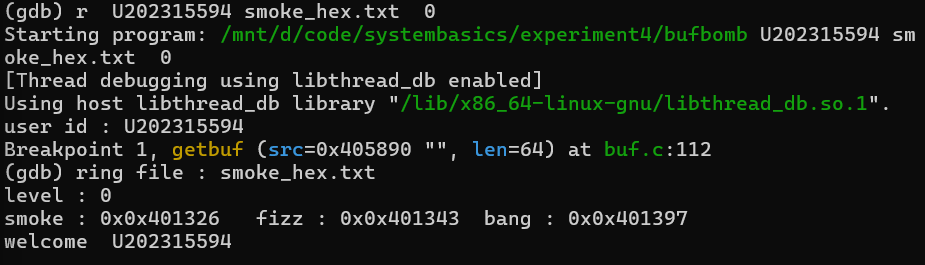 (gdb) r  U202315594 smoke_hex.txt  0
Starting program: /mnt/d/code/systembasics/experiment4/bufbomb U202315594 sm
oke_hex.txt  0
[Thread debugging using libthread_db enabled]
Using host libthread_db library "/lib/x86_64-linux-gnu/libthread_db.so.1".
user id : U202315594
Breakpoint 1, getbuf (src=0x405890 "", len=64) at buf.c:112
(gdb) ring file : smoke_hex.txt
level : 0
smoke : 0x0x401326   fizz : 0x0x401343  bang : 0x0x401397
welcome  U202315594